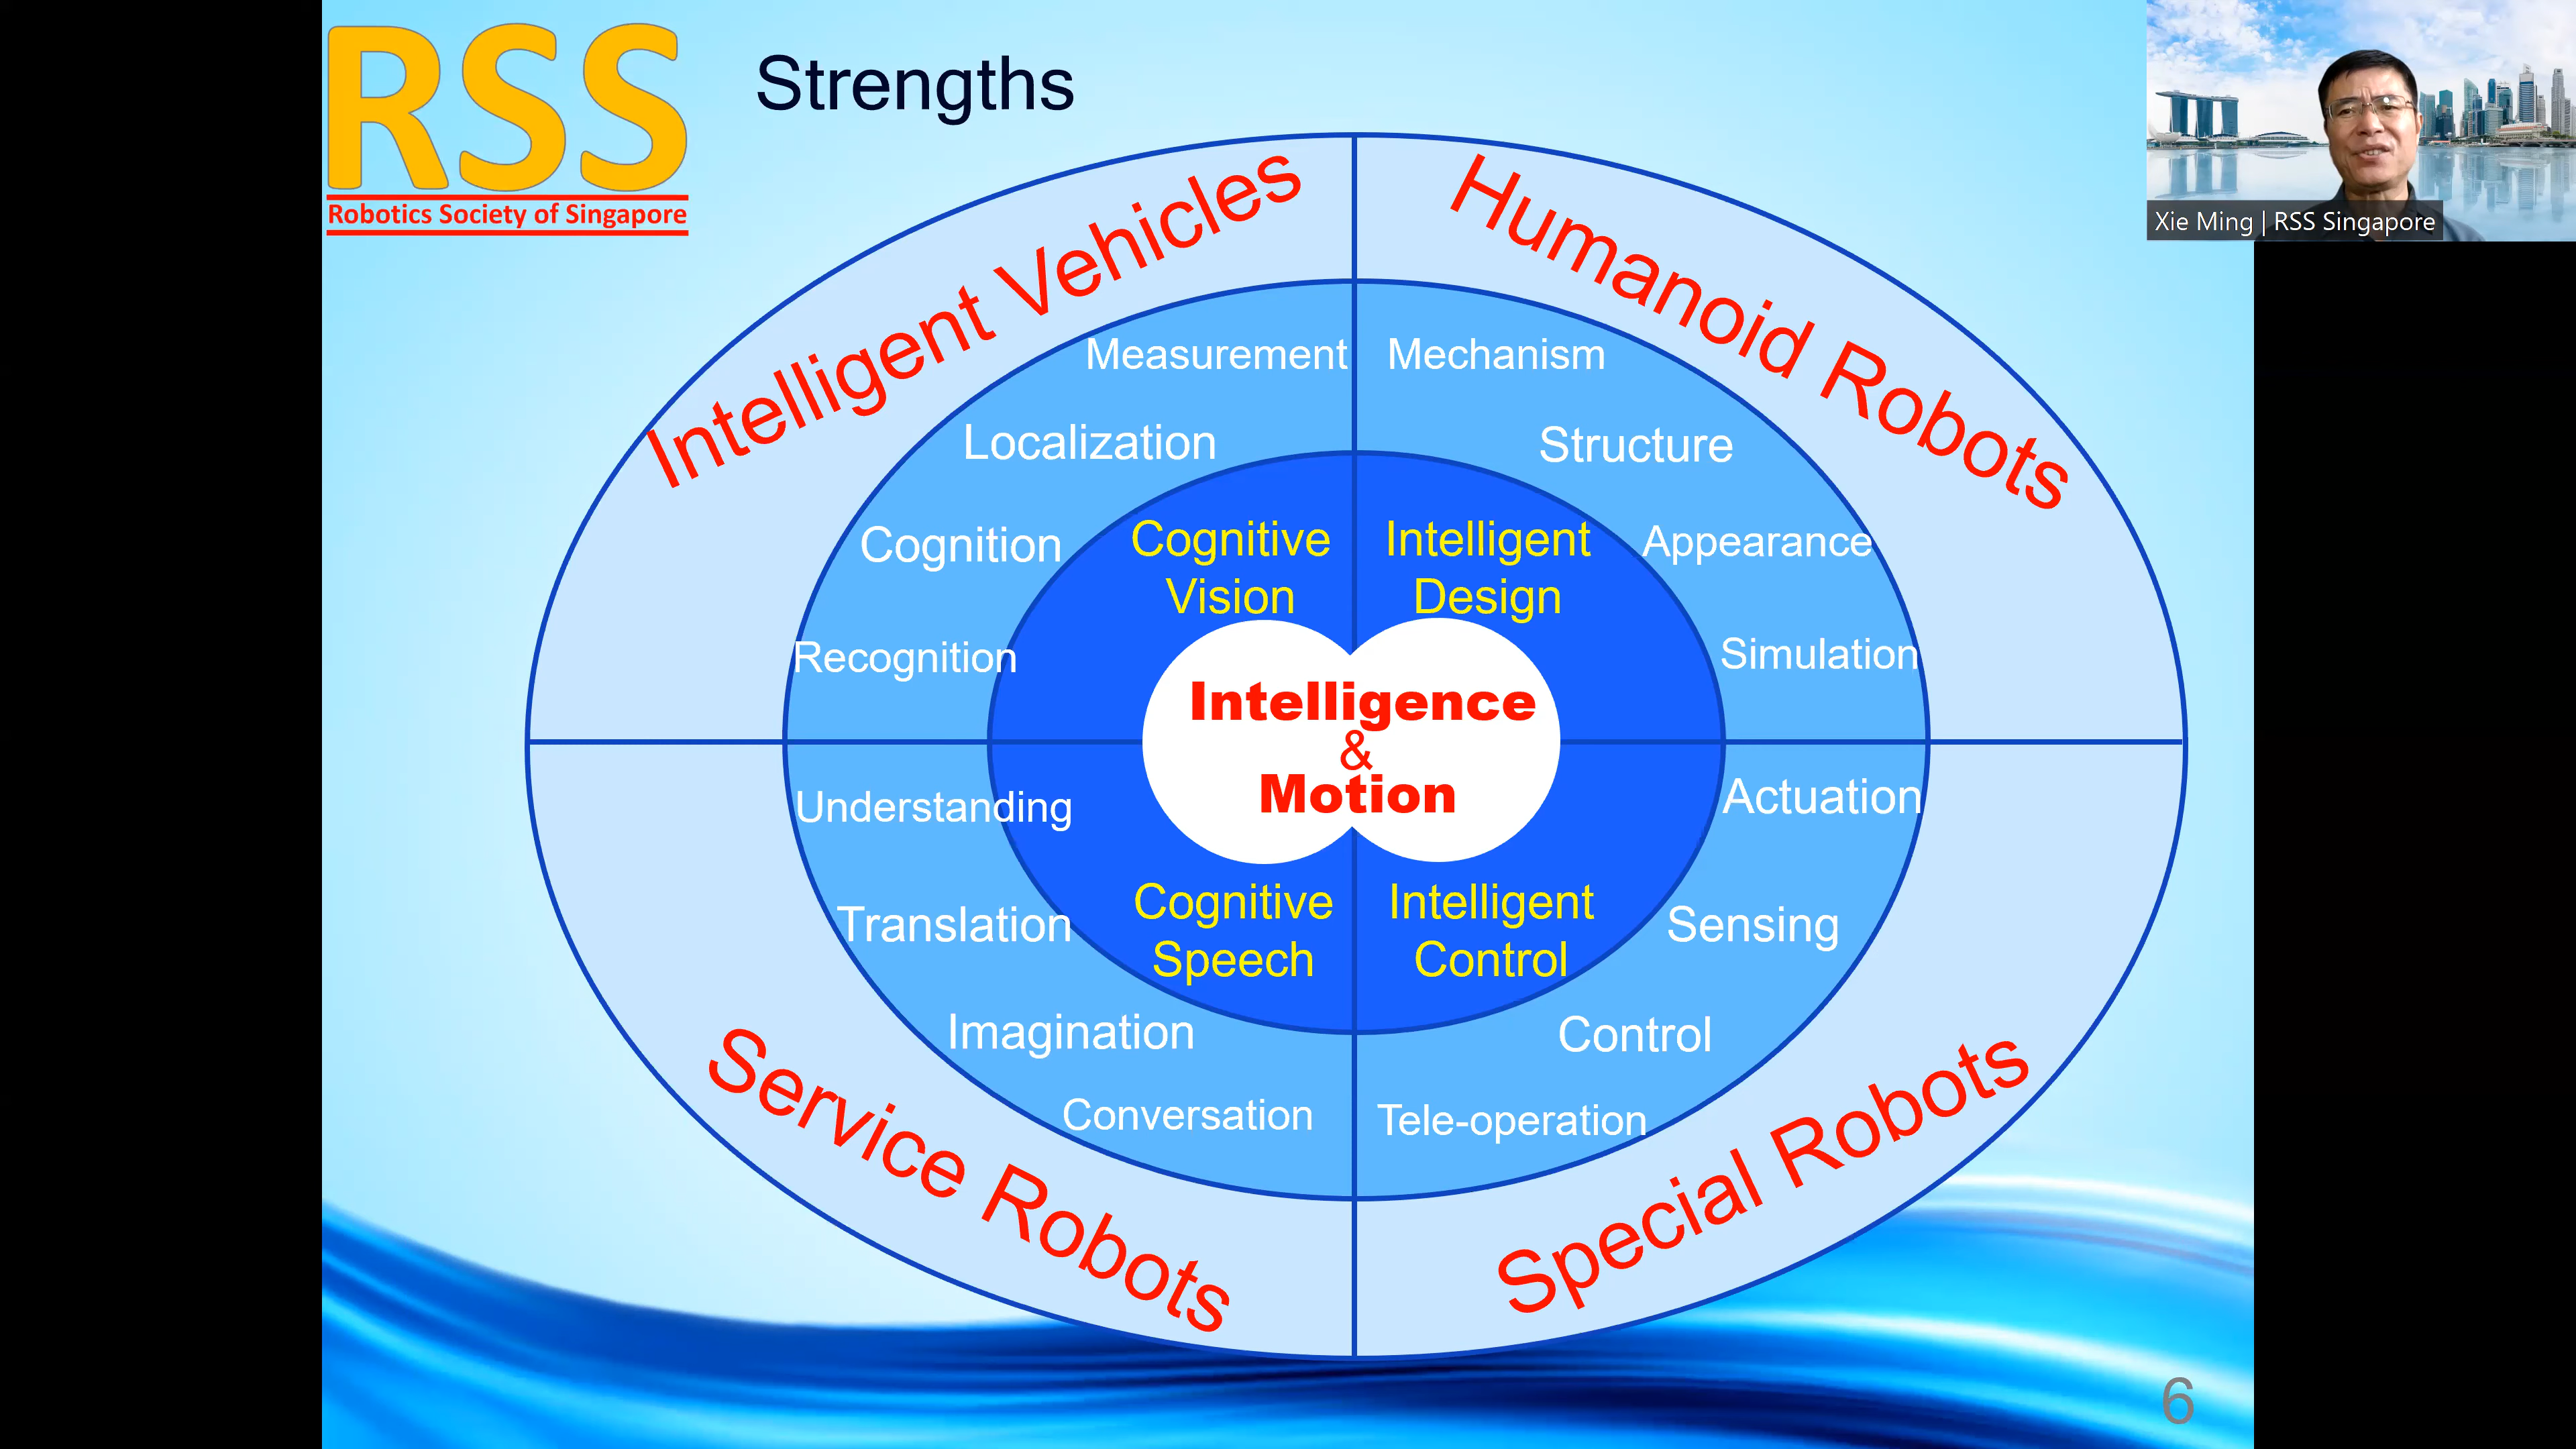 RSS
Robotics Society of Singapore
Strengths
Xie Ming | RSS Singapore
Intelligent Vehicles
Humanoid Robots
Measurement
Mechanism
Localization
Structure
Cognition
Appearance
Recognition
Simulation
Cognitive
Vision
Intelligent
Design
Intelligence
&
Motion
Understanding
Actuation
Translation
Sensing
Cognitive
Speech
Intelligent
Control
Imagination
Control
Conversation
Tele-operation
Service Robots
Special Robots
6